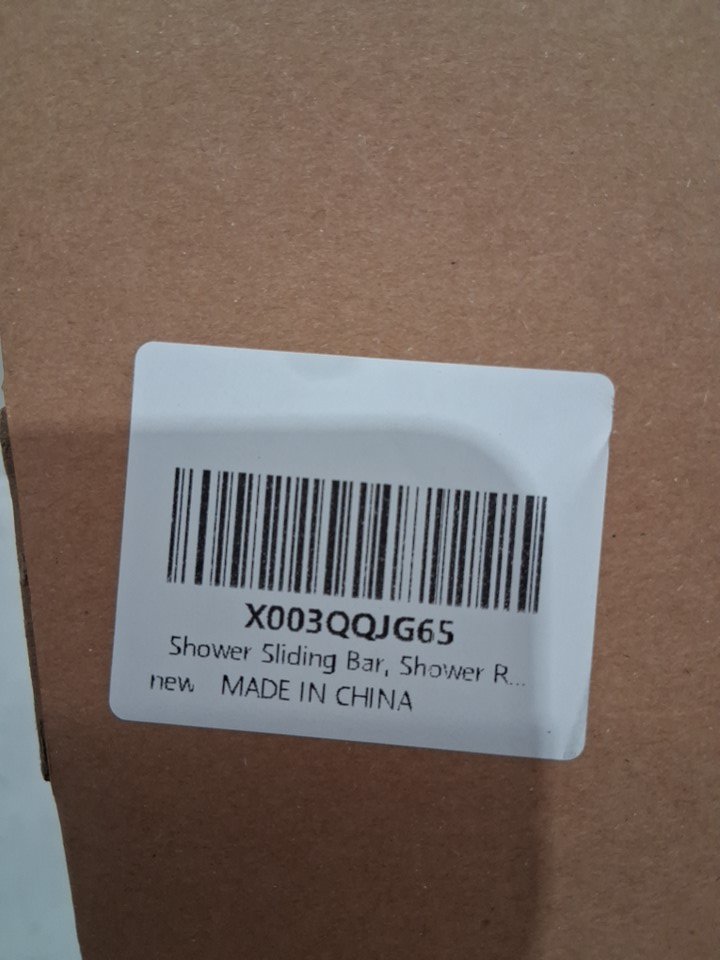 X003QQJG65
Shower Sliding Bar, Shower R...
new MADE IN CHINA